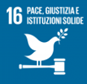 16 PACE, GIUSTIZIA E
ISTITUZIONI SOLIDE